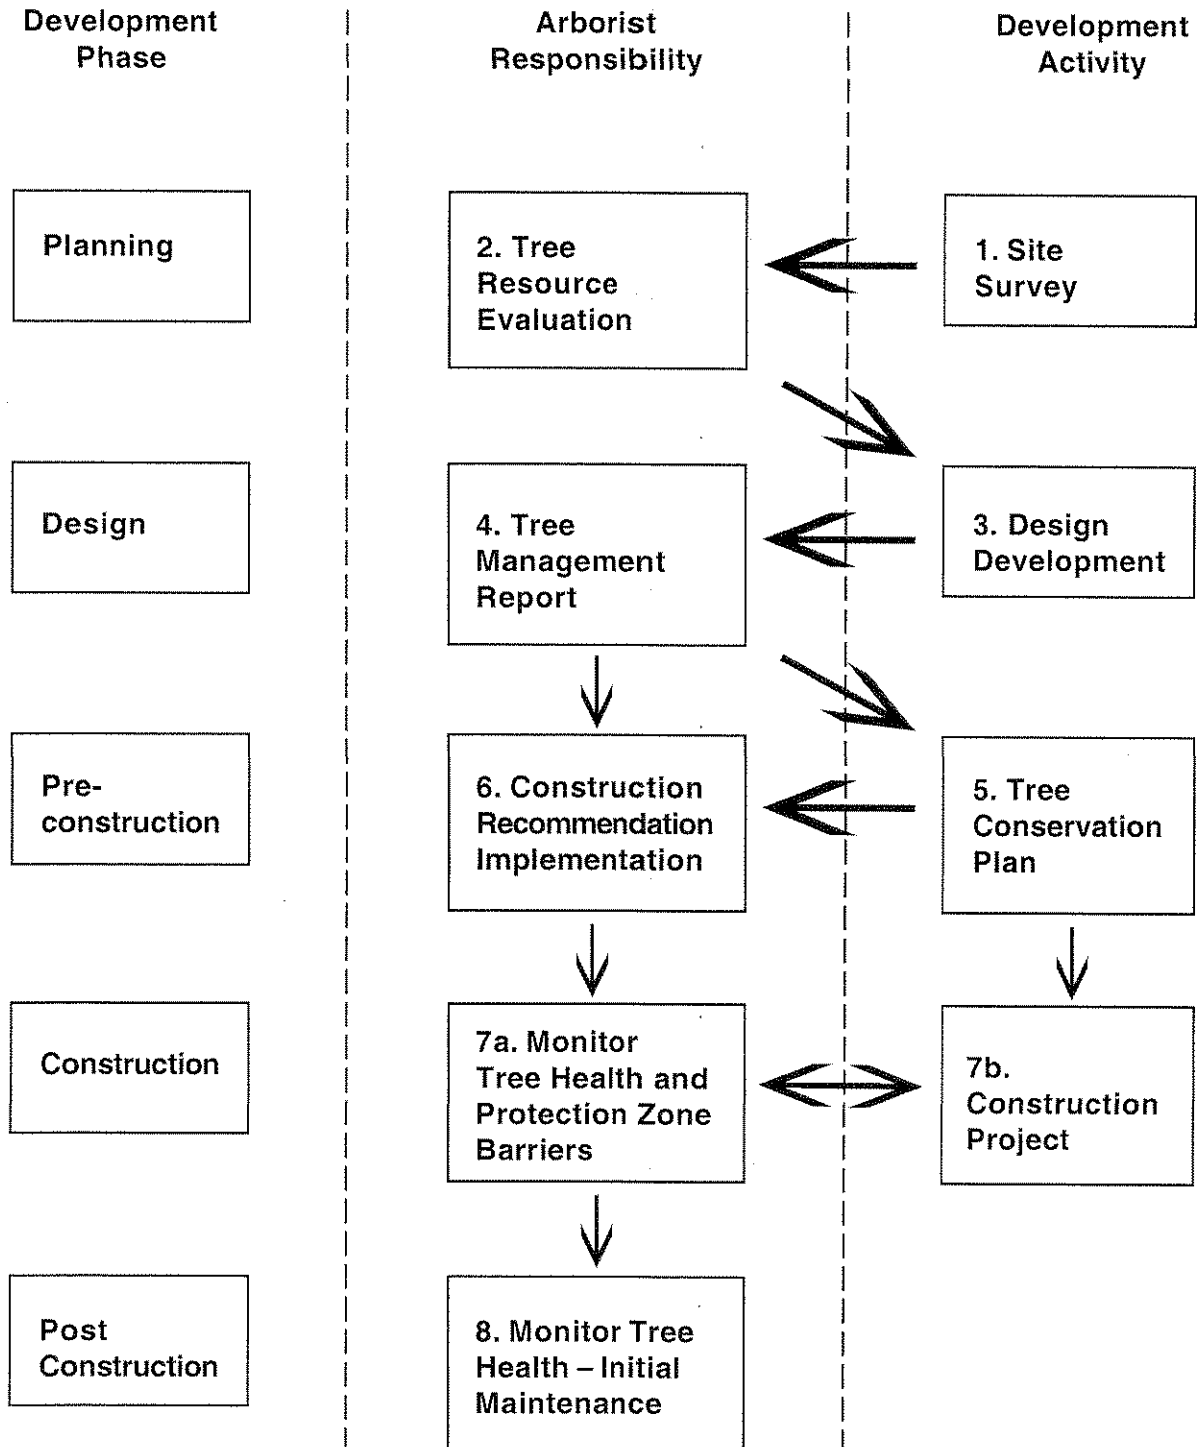 Development
Phase
Arborist
Responsibility
Development
Activity
Planning
2. Tree
Resource
Evaluation
1. Site
Survey
Design
4. Tree
Management
Report
3. Design
Development
Pre-
construction
6. Construction
Recommendation
Implementation
5. Tree
Conservation
Plan
Construction
7a. Monitor
Tree Health and
Protection Zone
Barriers
7b.
Construction
Project
Post
Construction
8. Monitor Tree
Health – Initial
Maintenance